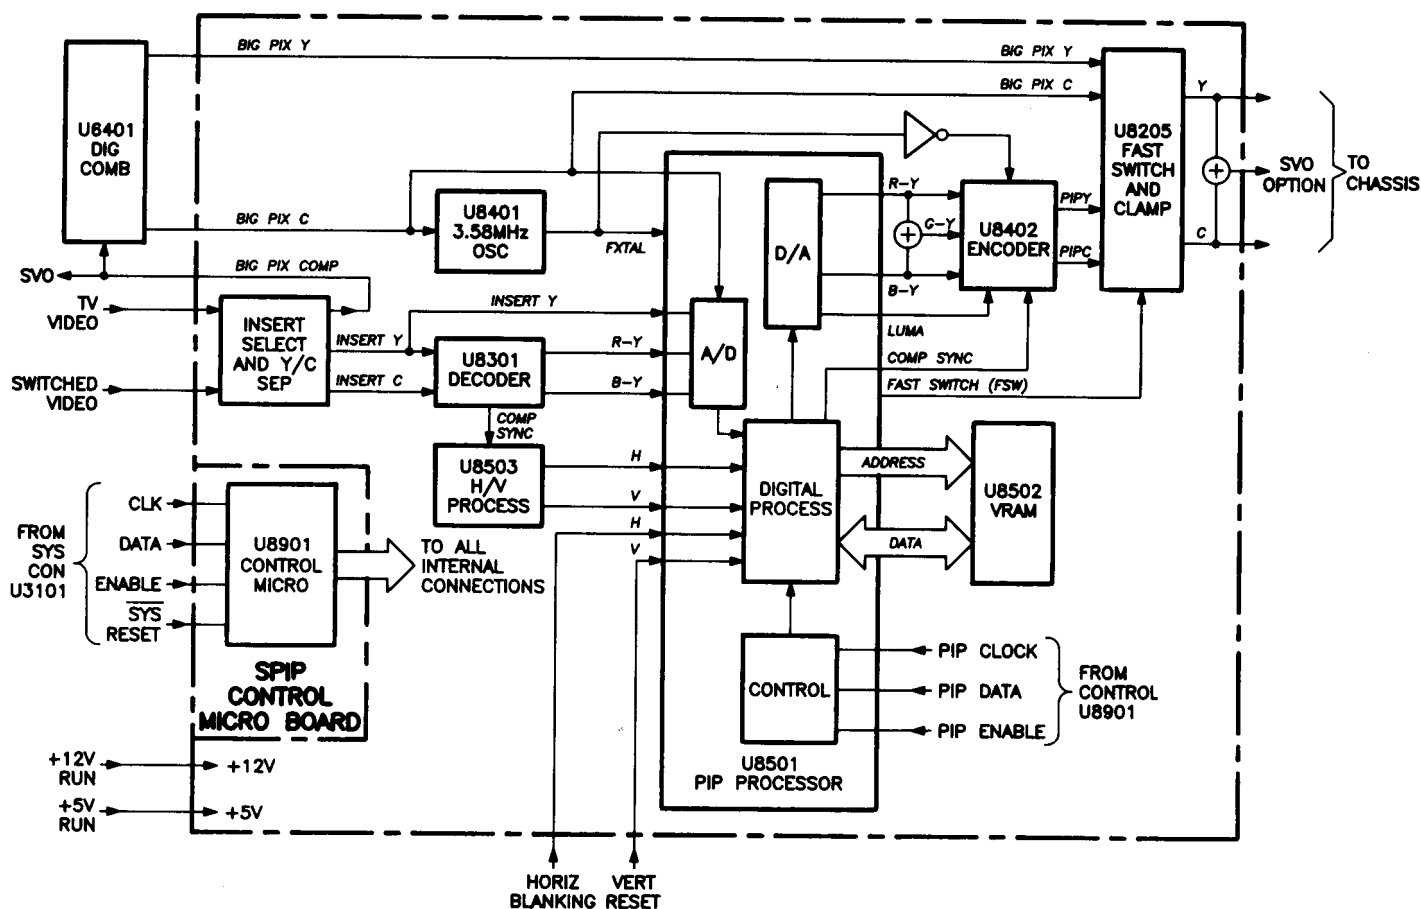 BIG PIX Y
BIG PIX Y
BIG PIX C
U6401
DIG
COMB
U8205
FAST
SWITCH
AND
CLAMP
Y
C
SVO
OPTION
TO
CHASSIS
BIG PIX C
U8401
3.58MHz
OSC
FXTAL
R-Y
G-Y
B-Y
LUMA
D/A
U8402
ENCODER
PIPY
PIPC
SVO
BIG PIX COMP
TV
VIDEO
SWITCHED
VIDEO
INSERT
SELECT
AND Y/C
SEP
INSERT Y
INSERT C
INSERT Y
U8301
DECODER
R-Y
B-Y
A/D
COMP
SYNC
COMP SYNC
FAST SWITCH (FSW)
U8503
H/V
PROCESS
H
V
H
V
DIGITAL
PROCESS
ADDRESS
DATA
U8502
VRAM
FROM
SYS
CON
U3101
CLK
DATA
ENABLE
SYS
RESET
U8901
CONTROL
MICRO
TO ALL
INTERNAL
CONNECTIONS
SPIP
CONTROL
MICRO BOARD
CONTROL
PIP CLOCK
PIP DATA
PIP ENABLE
FROM
CONTROL
U8901
U8501
PIP PROCESSOR
+12V
RUN
+12V
+5V
RUN
+5V
HORIZ
BLANKING
VERT
RESET